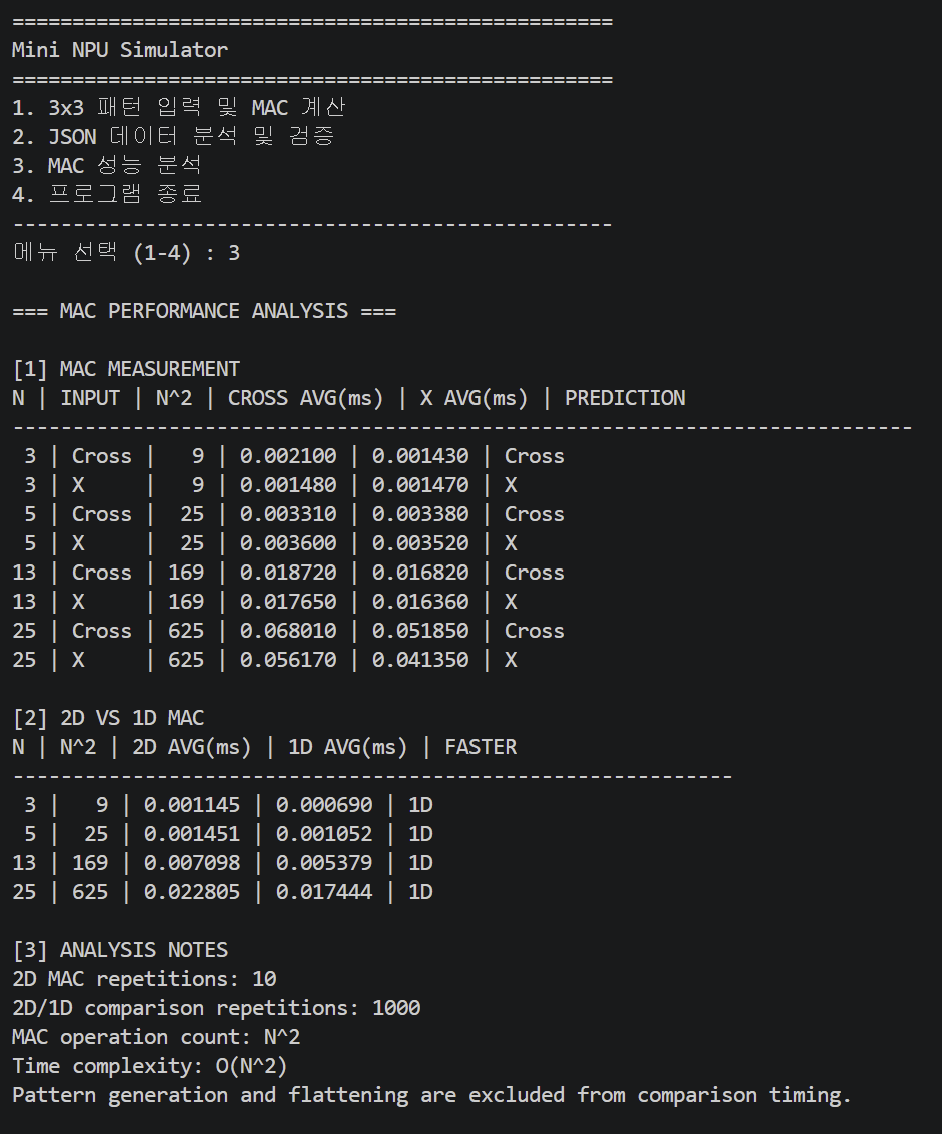 ==================================================
Mini NPU Simulator
==================================================
1. 3x3 패턴 입력 및 MAC 계산
2. JSON 데이터 분석 및 검증
3. MAC 성능 분석
4. 프로그램 종료
--------------------------------------------------
메뉴 선택 (1-4) : 3
=== MAC PERFORMANCE ANALYSIS ===
[1] MAC MEASUREMENT
N | INPUT | N^2 | CROSS AVG(ms) | X AVG(ms) | PREDICTION
---------------------------------------------------------------------------
 3 | Cross |   9 | 0.002100 | 0.001430 | Cross
 3 | X     |   9 | 0.001480 | 0.001470 | X
 5 | Cross |  25 | 0.003310 | 0.003380 | Cross
 5 | X     |  25 | 0.003600 | 0.003520 | X
13 | Cross | 169 | 0.018720 | 0.016820 | Cross
13 | X     | 169 | 0.017650 | 0.016360 | X
25 | Cross | 625 | 0.068010 | 0.051850 | Cross
25 | X     | 625 | 0.056170 | 0.041350 | X
[2] 2D VS 1D MAC
N | N^2 | 2D AVG(ms) | 1D AVG(ms) | FASTER
------------------------------------------------------------
 3 |   9 | 0.001145 | 0.000690 | 1D
 5 |  25 | 0.001451 | 0.001052 | 1D
13 | 169 | 0.007098 | 0.005379 | 1D
25 | 625 | 0.022805 | 0.017444 | 1D
[3] ANALYSIS NOTES
2D MAC repetitions: 10
2D/1D comparison repetitions: 1000
MAC operation count: N^2
Time complexity: O(N^2)
Pattern generation and flattening are excluded from comparison timing.